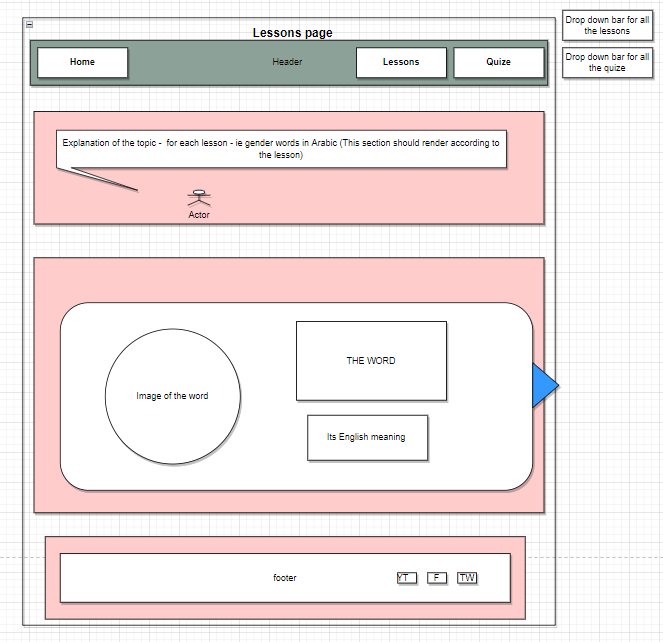 Lessons page
Drop down bar for all
the lessons
Home
Header
Lessons
Quize
Drop down bar for all
the quize
Explanation of the topic - for each lesson - ie gender words in Arabic (This section should render according to
the lesson)
Actor
THE WORD
Image of the word
Its English meaning
footer
YT
F
TW